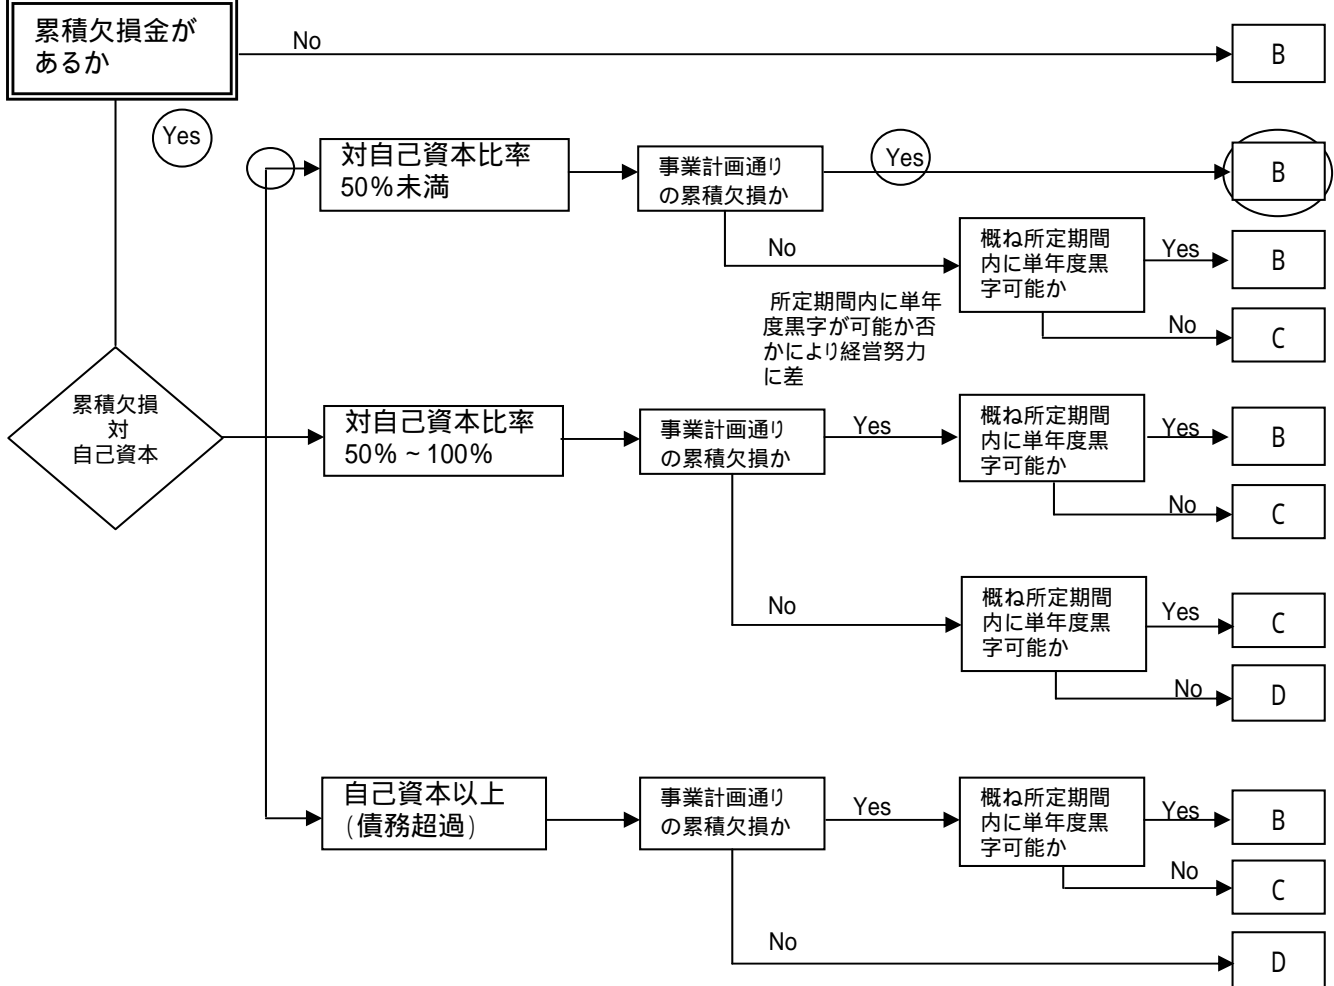 累積欠損金が
あるか
No
B
Yes
対自己資本比率
50%未満
事業計画通り
の累積欠損か
Yes
B
No
概ね所定期間
内に単年度黒
字可能か
Yes
B
No
C
所定期間内に単年
度黒字が可能か否
かにより経営努力
に差
累積欠損
対
自己資本
対自己資本比率
50%~100%
事業計画通り
の累積欠損か
Yes
概ね所定期間
内に単年度黒
字可能か
Yes
B
No
C
No
概ね所定期間
内に単年度黒
字可能か
Yes
C
No
D
自己資本以上
(債務超過)
事業計画通り
の累積欠損か
Yes
概ね所定期間
内に単年度黒
字可能か
Yes
B
No
C
No
D